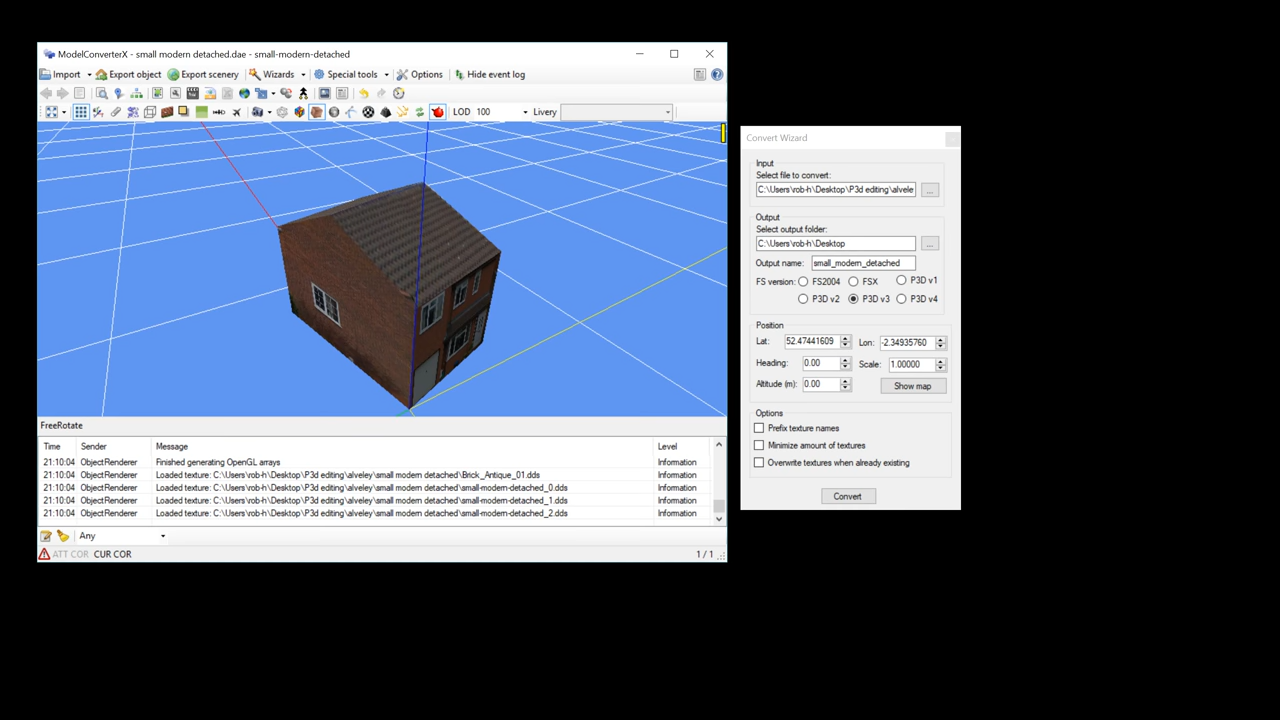 ModelConverterX - small modern detached.dae - small-modern-detached
Import Export object Export scenery Wizards Special tools Options Hide event log
LOD 100 Livery
FreeRotate
Time Sender Message Level
21:10:04 ObjectRenderer Finished generating OpenGL arrays Information
21:10:04 ObjectRenderer Loaded texture: C:\Users\rob-h\Desktop\P3d editing\alveley\small modern detached\Brick_Antique_01.dds Information
21:10:04 ObjectRenderer Loaded texture: C:\Users\rob-h\Desktop\P3d editing\alveley\small modern detached\small-modern-detached_0.dds Information
21:10:04 ObjectRenderer Loaded texture: C:\Users\rob-h\Desktop\P3d editing\alveley\small modern detached\small-modern-detached_1.dds Information
21:10:04 ObjectRenderer Loaded texture: C:\Users\rob-h\Desktop\P3d editing\alveley\small modern detached\small-modern-detached_2.dds Information
Any
ATT COR CUR COR 1 / 1
Convert Wizard
Input
Select file to convert:
C:\Users\rob-h\Desktop\P3d editing\alvele ...
Output
Select output folder:
C:\Users\rob-h\Desktop ...
Output name: small_modern_detached
FS version: FS2004 FSX P3D v1
P3D v2 P3D v3 P3D v4
Position
Lat: 52.47441609 Lon: -2.34935760
Heading: 0.00 Scale: 1.00000
Altitude (m): 0.00 Show map
Options
Prefix texture names
Minimize amount of textures
Overwrite textures when already existing
Convert